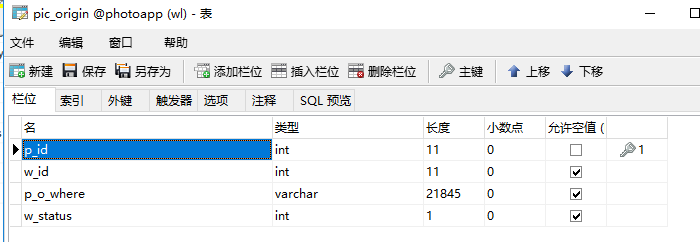 pic_origin @photoapp (wl) - 表
文件 编辑 窗口 帮助
新建 保存 另存为 添加栏位 插入栏位 删除栏位 主键 上移 下移
栏位 索引 外键 触发器 选项 注释 SQL 预览
名 类型 长度 小数点 允许空值 (
p_id int 11 0 1
w_id int 11 0
p_o_where varchar 21845 0
w_status int 1 0